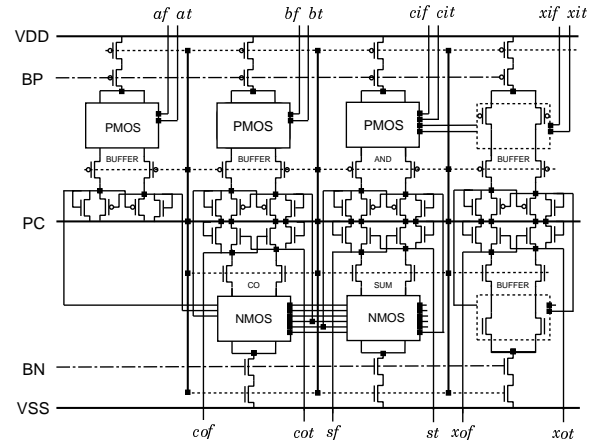 af at bf bt cif cit xif xit
VDD
BP
PMOS PMOS PMOS
BUFFER BUFFER AND BUFFER
PC
CO SUM BUFFER
NMOS NMOS
BN
VSS
cof cot sf st xof xot